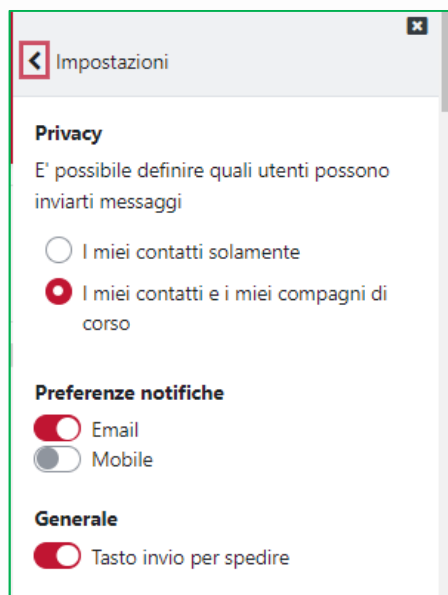 Impostazioni
Privacy
E' possibile definire quali utenti possono
inviarti messaggi
I miei contatti solamente
I miei contatti e i miei compagni di
corso
Preferenze notifiche
Email
Mobile
Generale
Tasto invio per spedire